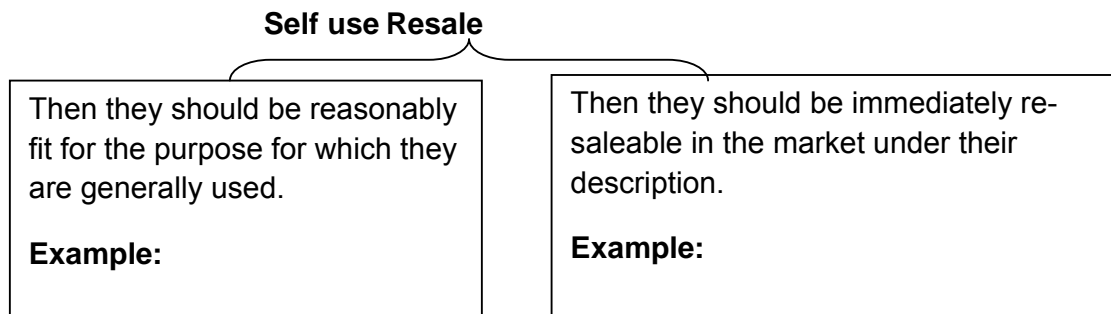 Self use Resale
Then they should be reasonably
fit for the purpose for which they
are generally used.
Example:
Then they should be immediately re-
saleable in the market under their
description.
Example: